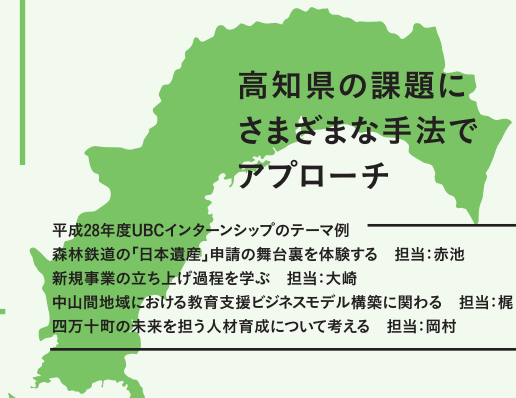 高知県の課題に
さまざまな手法で
アプローチ
平成28年度UBCインターンシップのテーマ例
森林鉄道の「日本遺産」申請の舞台裏を体験する　担当：赤池
新規事業の立ち上げ過程を学ぶ　担当：大崎
中山間地域における教育支援ビジネスモデル構築に関わる　担当：梶
四万十町の未来を担う人材育成について考える　担当：岡村